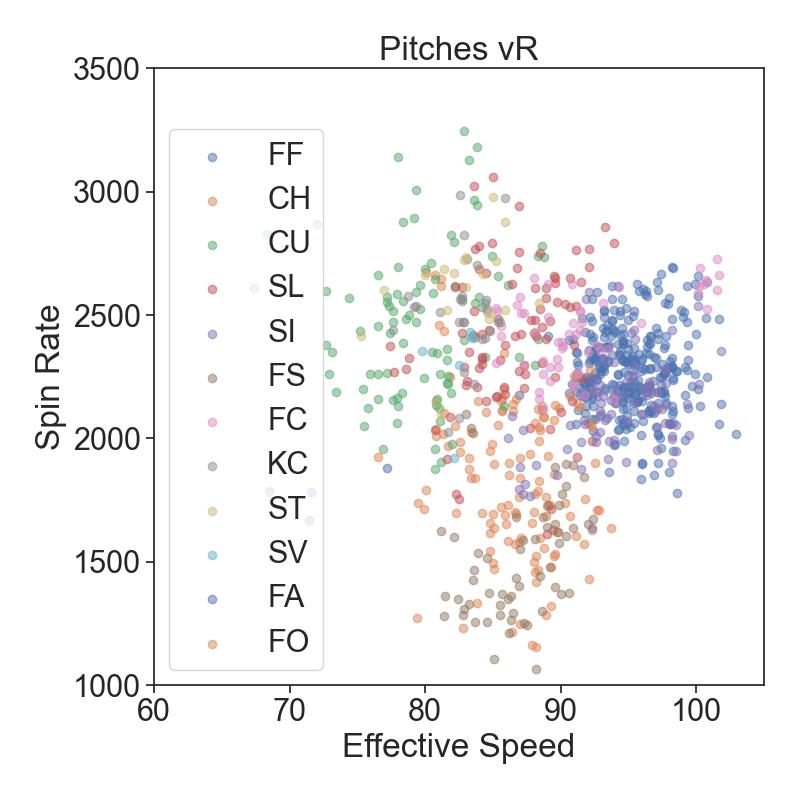 Pitches vR
3500
3000
2500
2000
1500
1000
Spin Rate
FF
CH
CU
SL
SI
FS
FC
KC
ST
SV
FA
FO
60 70 80 90 100
Effective Speed